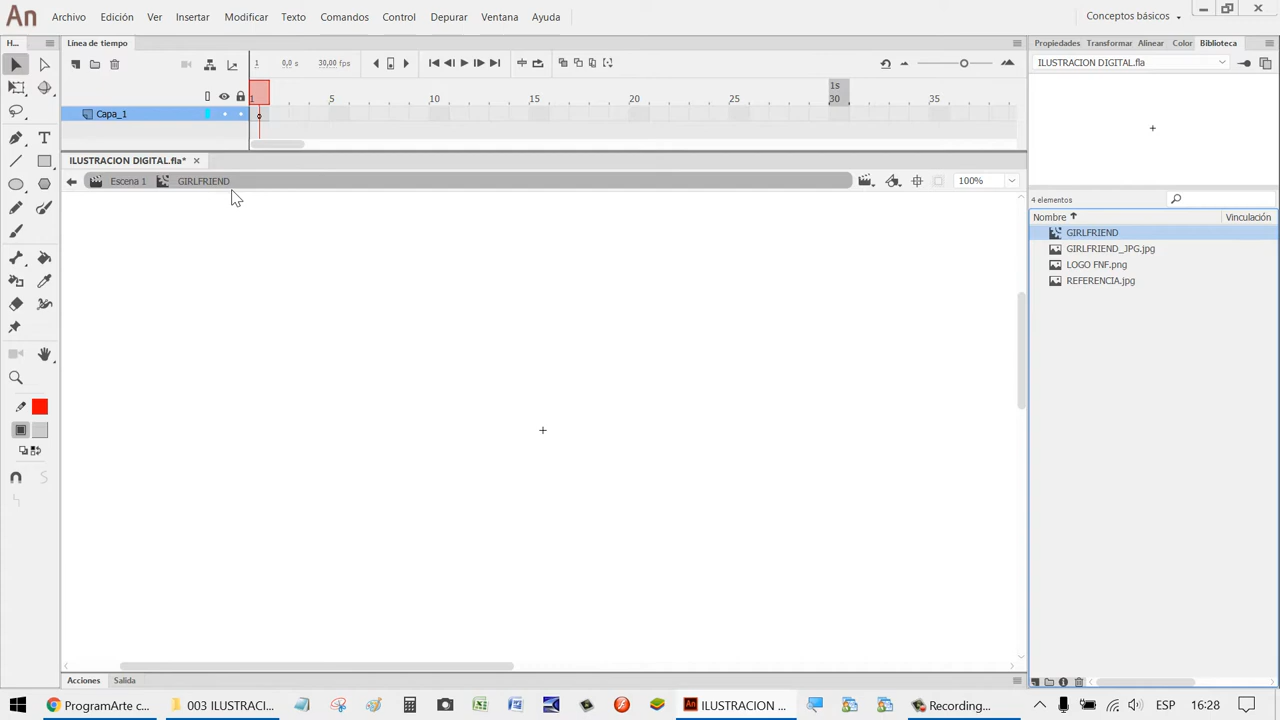 An Archivo Edición Ver Insertar Modificar Texto Comandos Control Depurar Ventana Ayuda Conceptos básicos
H... Línea de tiempo Propiedades Transformar Alinear Color Biblioteca
1 0,0 s 30,00 fps ILUSTRACION DIGITAL.fla
1s
1 5 10 15 20 25 30 35
Capa_1
ILUSTRACION DIGITAL.fla*
Escena 1 GIRLFRIEND 100%
4 elementos
Nombre Vinculación
GIRLFRIEND
GIRLFRIEND_JPG.jpg
LOGO FNF.png
REFERENCIA.jpg
Acciones Salida
ProgramArte c... 003 ILUSTRACI... ILUSTRACION ... Recording... ESP 16:28